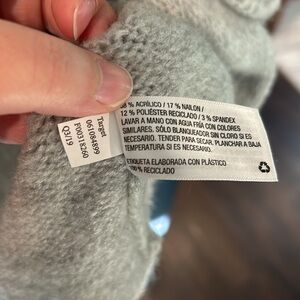 68 % ACRÍLICO / 17 % NAILON /
12 % POLIÉSTER RECICLADO / 3 % SPANDEX
LAVAR A MANO CON AGUA FRÍA CON COLORES
SIMILARES. SÓLO BLANQUEADOR SIN CLORO SI ES
NECESARIO. TENDER PARA SECAR. PLANCHAR A BAJA
TEMPERATURA SI ES NECESARIO.
ETIQUETA ELABORADA CON PLÁSTICO
100 % RECICLADO
Target
061084899
F00318260
Q3/19